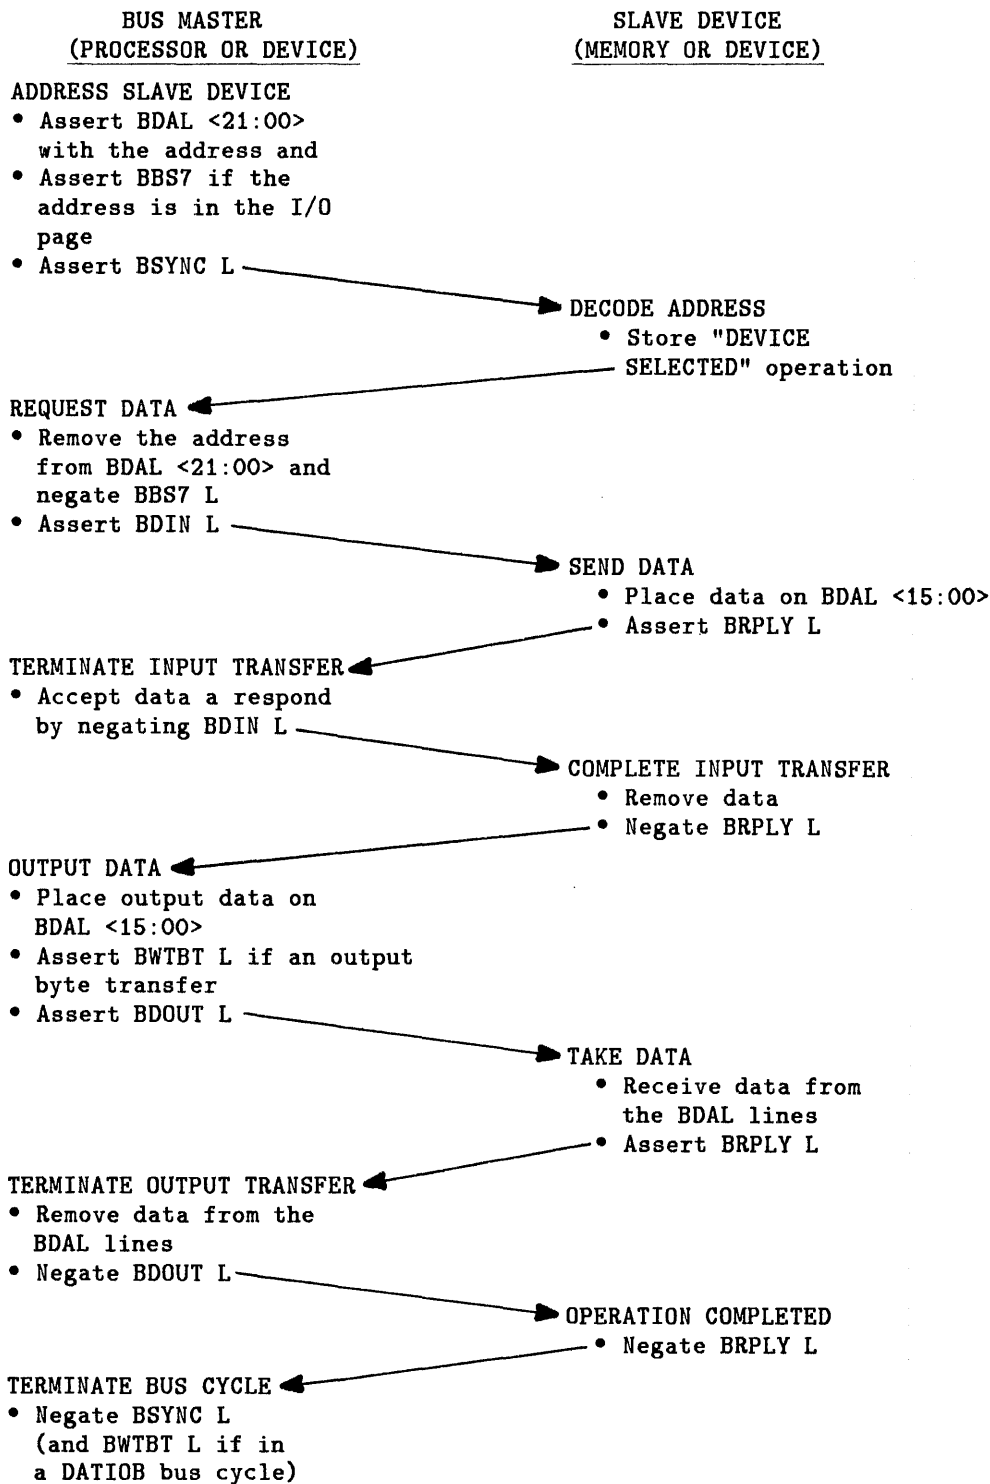 BUS MASTER
(PROCESSOR OR DEVICE)
SLAVE DEVICE
(MEMORY OR DEVICE)
ADDRESS SLAVE DEVICE
• Assert BDAL <21:00>
with the address and
• Assert BBS7 if the
address is in the I/O
page
• Assert BSYNC L
DECODE ADDRESS
• Store "DEVICE
SELECTED" operation
REQUEST DATA
• Remove the address
from BDAL <21:00> and
negate BBS7 L
• Assert BDIN L
SEND DATA
• Place data on BDAL <15:00>
• Assert BRPLY L
TERMINATE INPUT TRANSFER
• Accept data a respond
by negating BDIN L
COMPLETE INPUT TRANSFER
• Remove data
• Negate BRPLY L
OUTPUT DATA
• Place output data on
BDAL <15:00>
• Assert BWTBT L if an output
byte transfer
• Assert BDOUT L
TAKE DATA
• Receive data from
the BDAL lines
• Assert BRPLY L
TERMINATE OUTPUT TRANSFER
• Remove data from the
BDAL lines
• Negate BDOUT L
OPERATION COMPLETED
• Negate BRPLY L
TERMINATE BUS CYCLE
• Negate BSYNC L
(and BWTBT L if in
a DATIOB bus cycle)